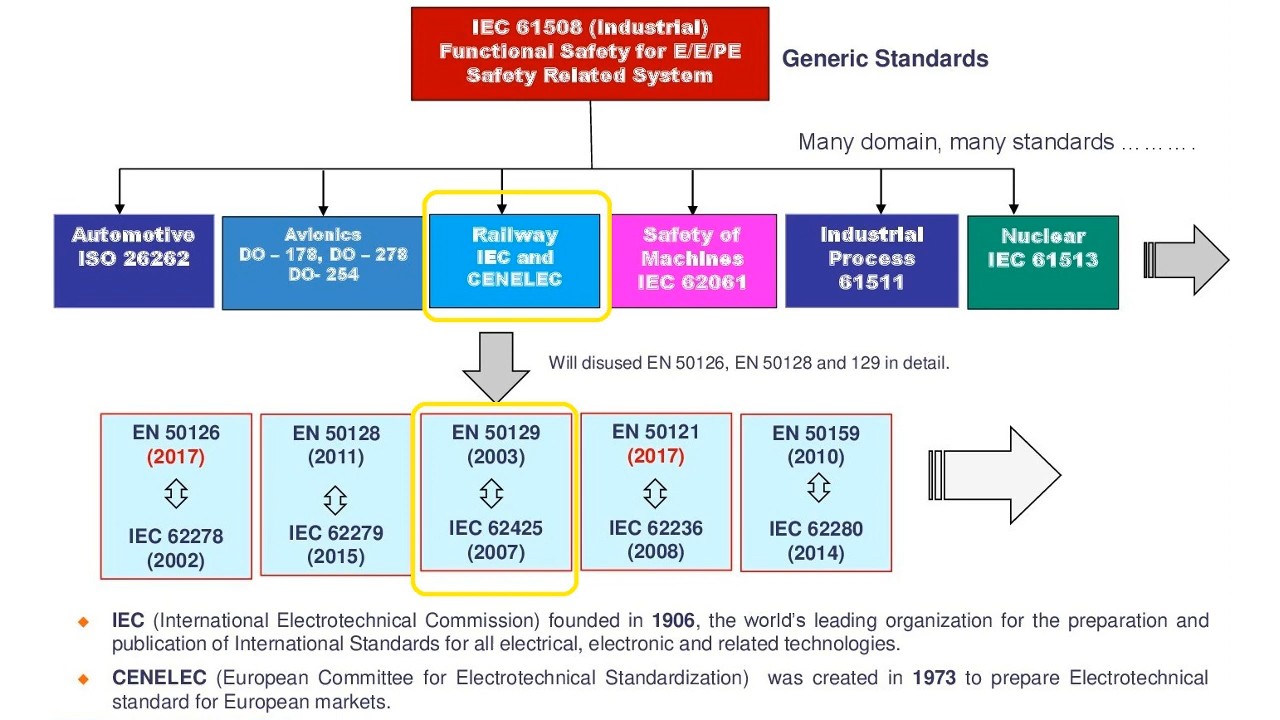 IEC 61508 (Industrial)
Functional Safety for E/E/PE
Safety Related System
Generic Standards
Many domain, many standards ……….
Automotive
ISO 26262
Avionics
DO – 178, DO – 278
DO- 254
Railway
IEC and
CENELEC
Safety of
Machines
IEC 62061
Industrial
Process
61511
Nuclear
IEC 61513
Will disused EN 50126, EN 50128 and 129 in detail.
EN 50126
(2017)
IEC 62278
(2002)
EN 50128
(2011)
IEC 62279
(2015)
EN 50129
(2003)
IEC 62425
(2007)
EN 50121
(2017)
IEC 62236
(2008)
EN 50159
(2010)
IEC 62280
(2014)
IEC (International Electrotechnical Commission) founded in 1906, the world’s leading organization for the preparation and
publication of International Standards for all electrical, electronic and related technologies.
CENELEC (European Committee for Electrotechnical Standardization) was created in 1973 to prepare Electrotechnical
standard for European markets.